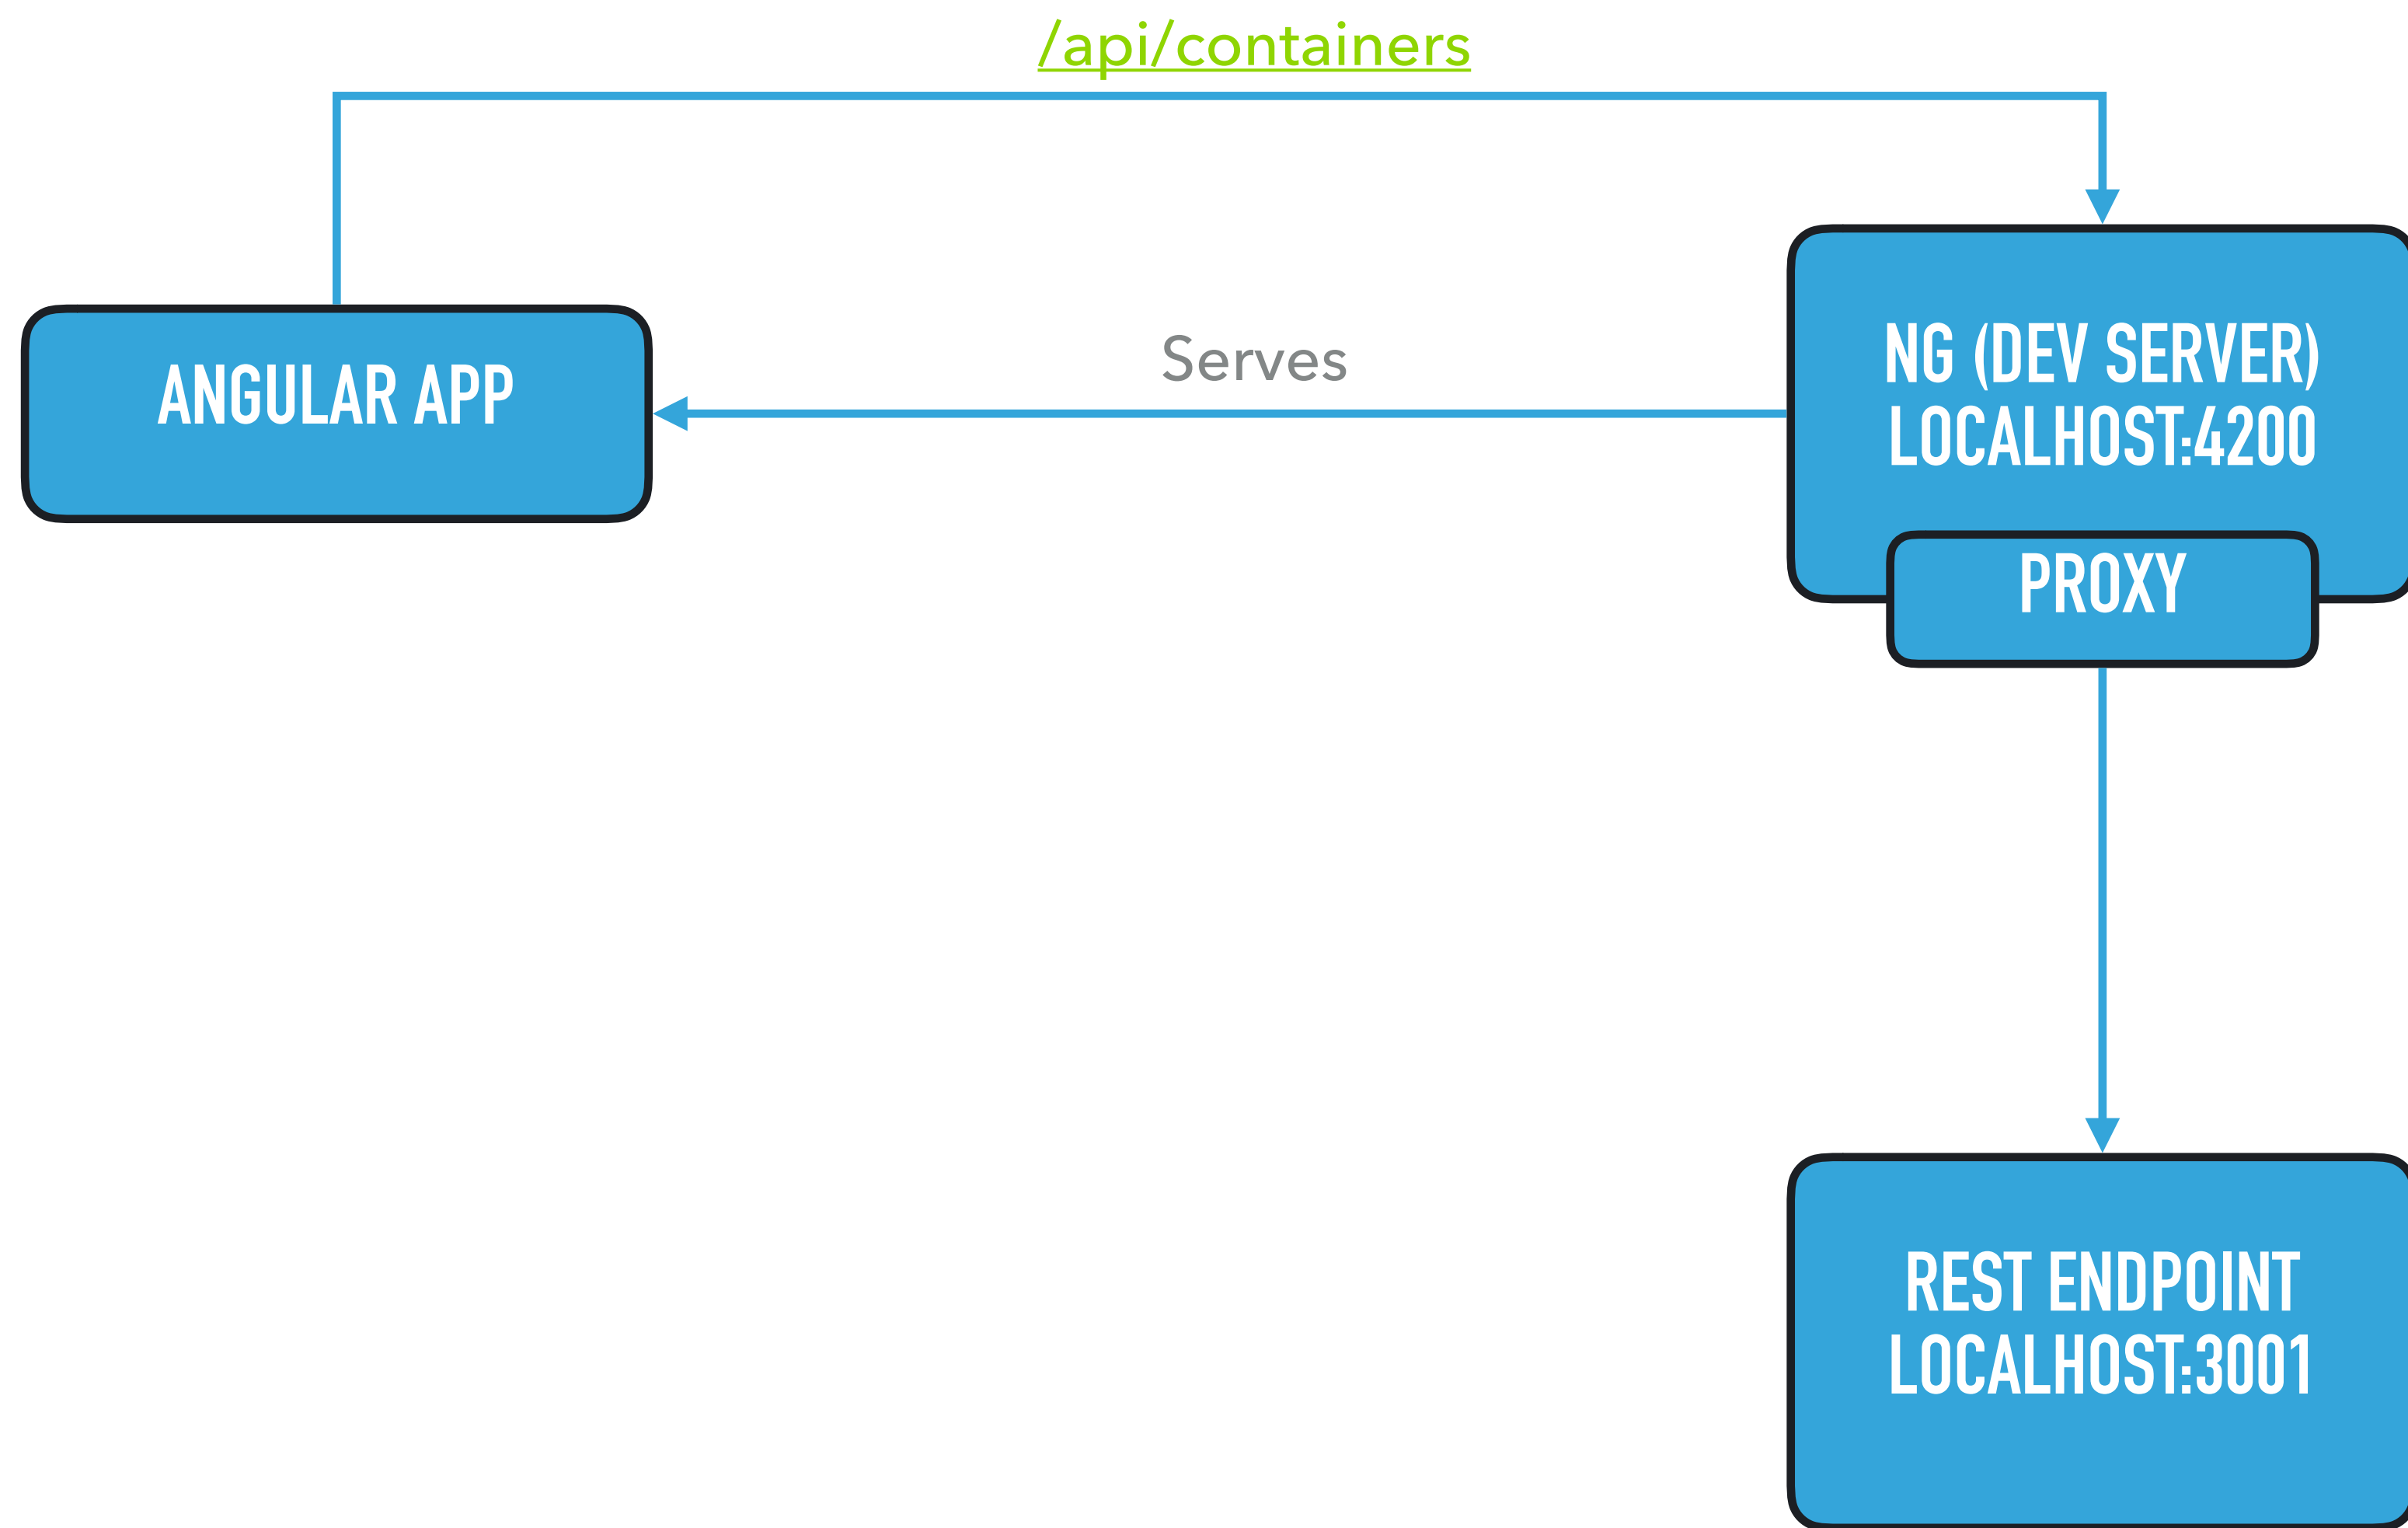 /api/containers
Serves
ANGULAR APP
NG (DEV SERVER)
LOCALHOST:4200
PROXY
REST ENDPOINT
LOCALHOST:3001